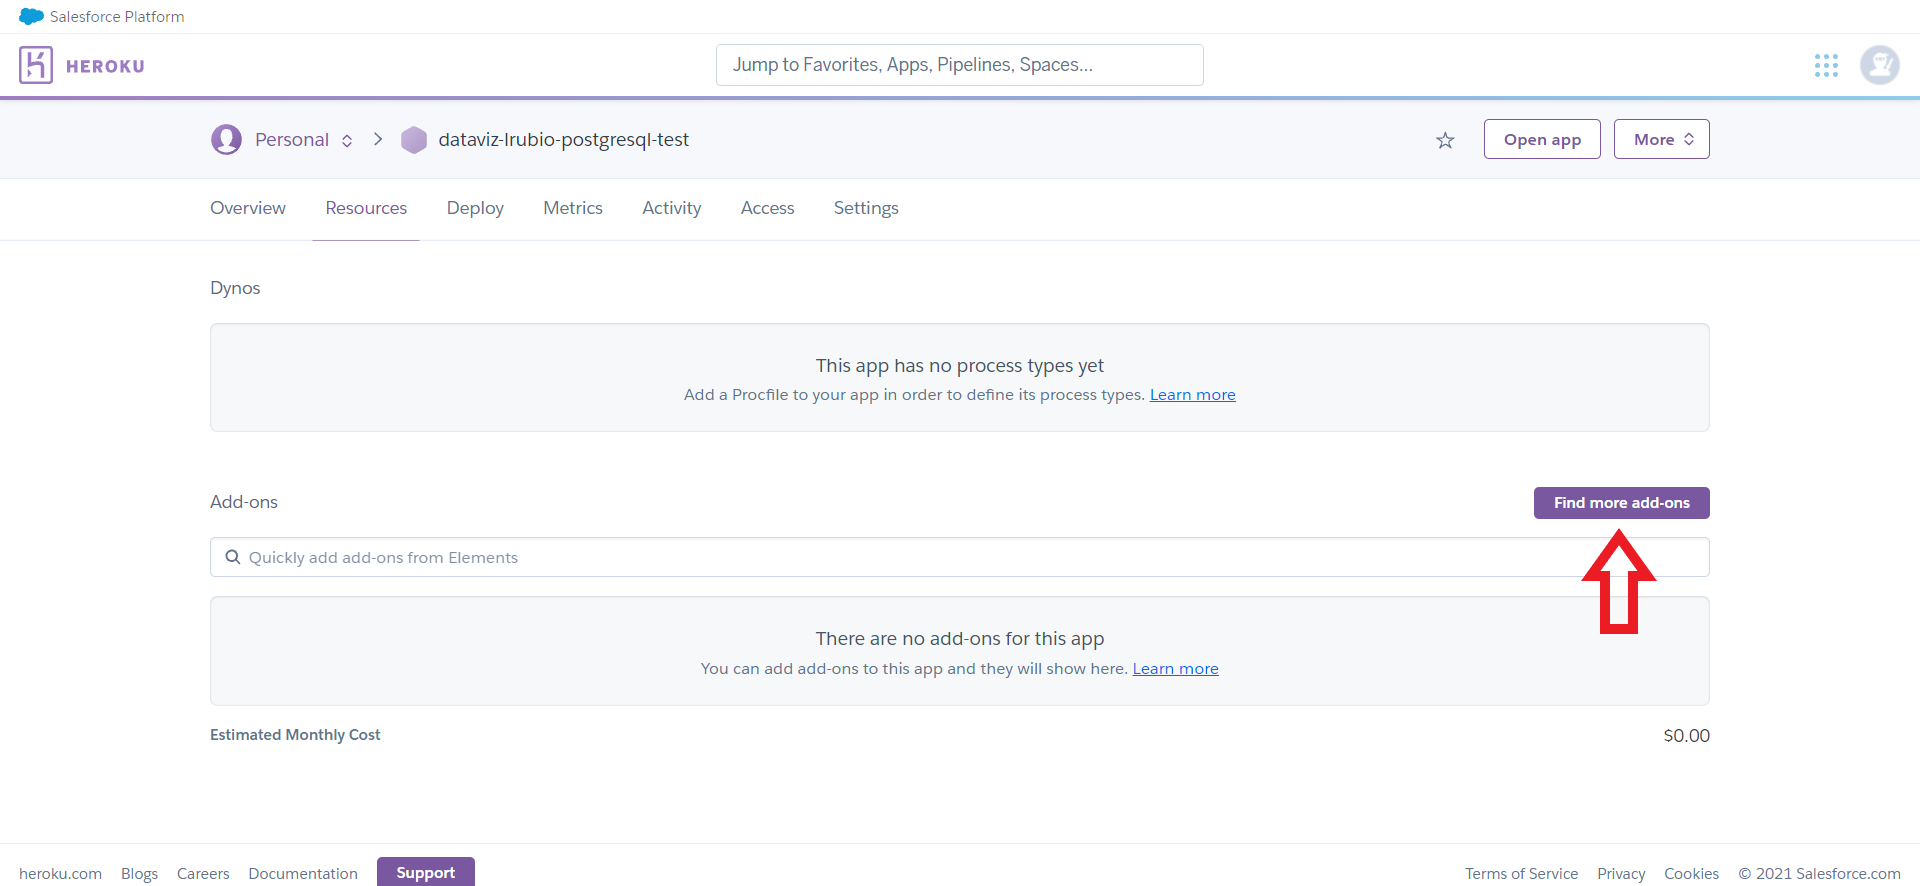 Salesforce Platform
HEROKU
Jump to Favorites, Apps, Pipelines, Spaces...
Personal
dataviz-lrubio-postgresql-test
Open app
More
Overview Resources Deploy Metrics Activity Access Settings
Dynos
This app has no process types yet
Add a Procfile to your app in order to define its process types. Learn more
Add-ons
Find more add-ons
Quickly add add-ons from Elements
There are no add-ons for this app
You can add add-ons to this app and they will show here. Learn more
Estimated Monthly Cost
$0.00
heroku.com Blogs Careers Documentation Support
Terms of Service Privacy Cookies © 2021 Salesforce.com